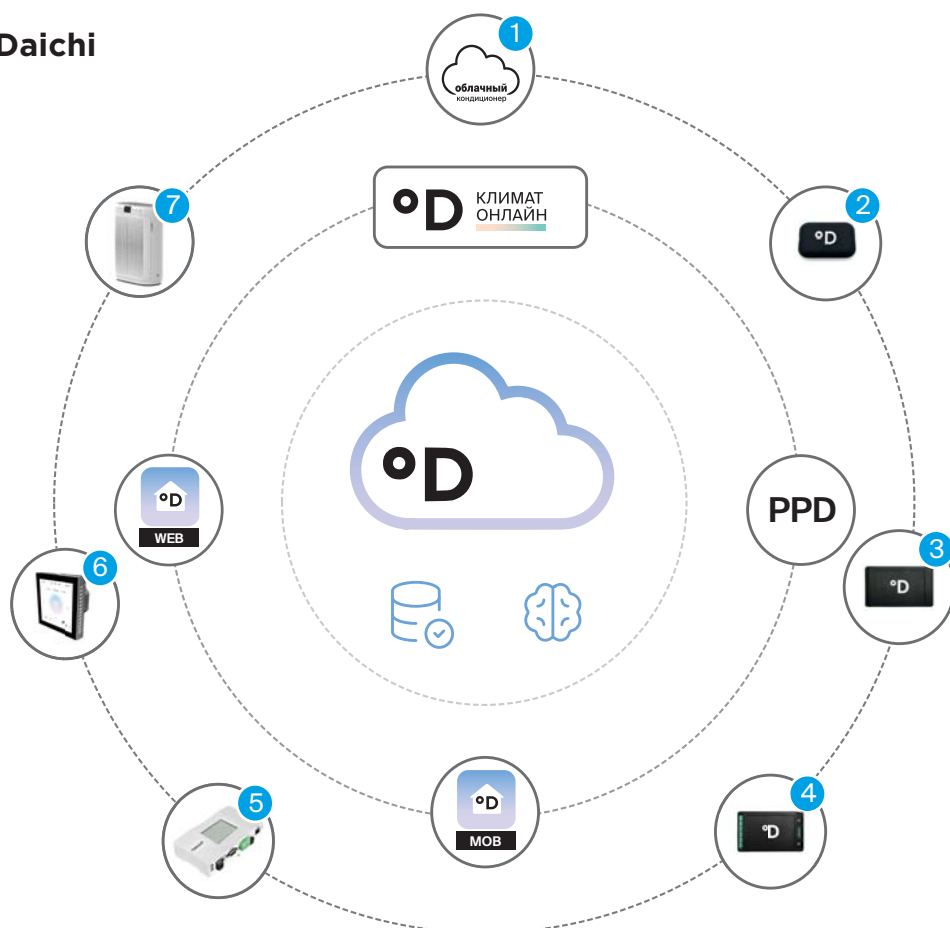 Daichi
1
облачный
кондиционер
7
°D
КЛИМАТ
ОНЛАЙН
2
°D
°D
°D
WEB
PPD
3
°D
6
°D
MOB
5
4
°D